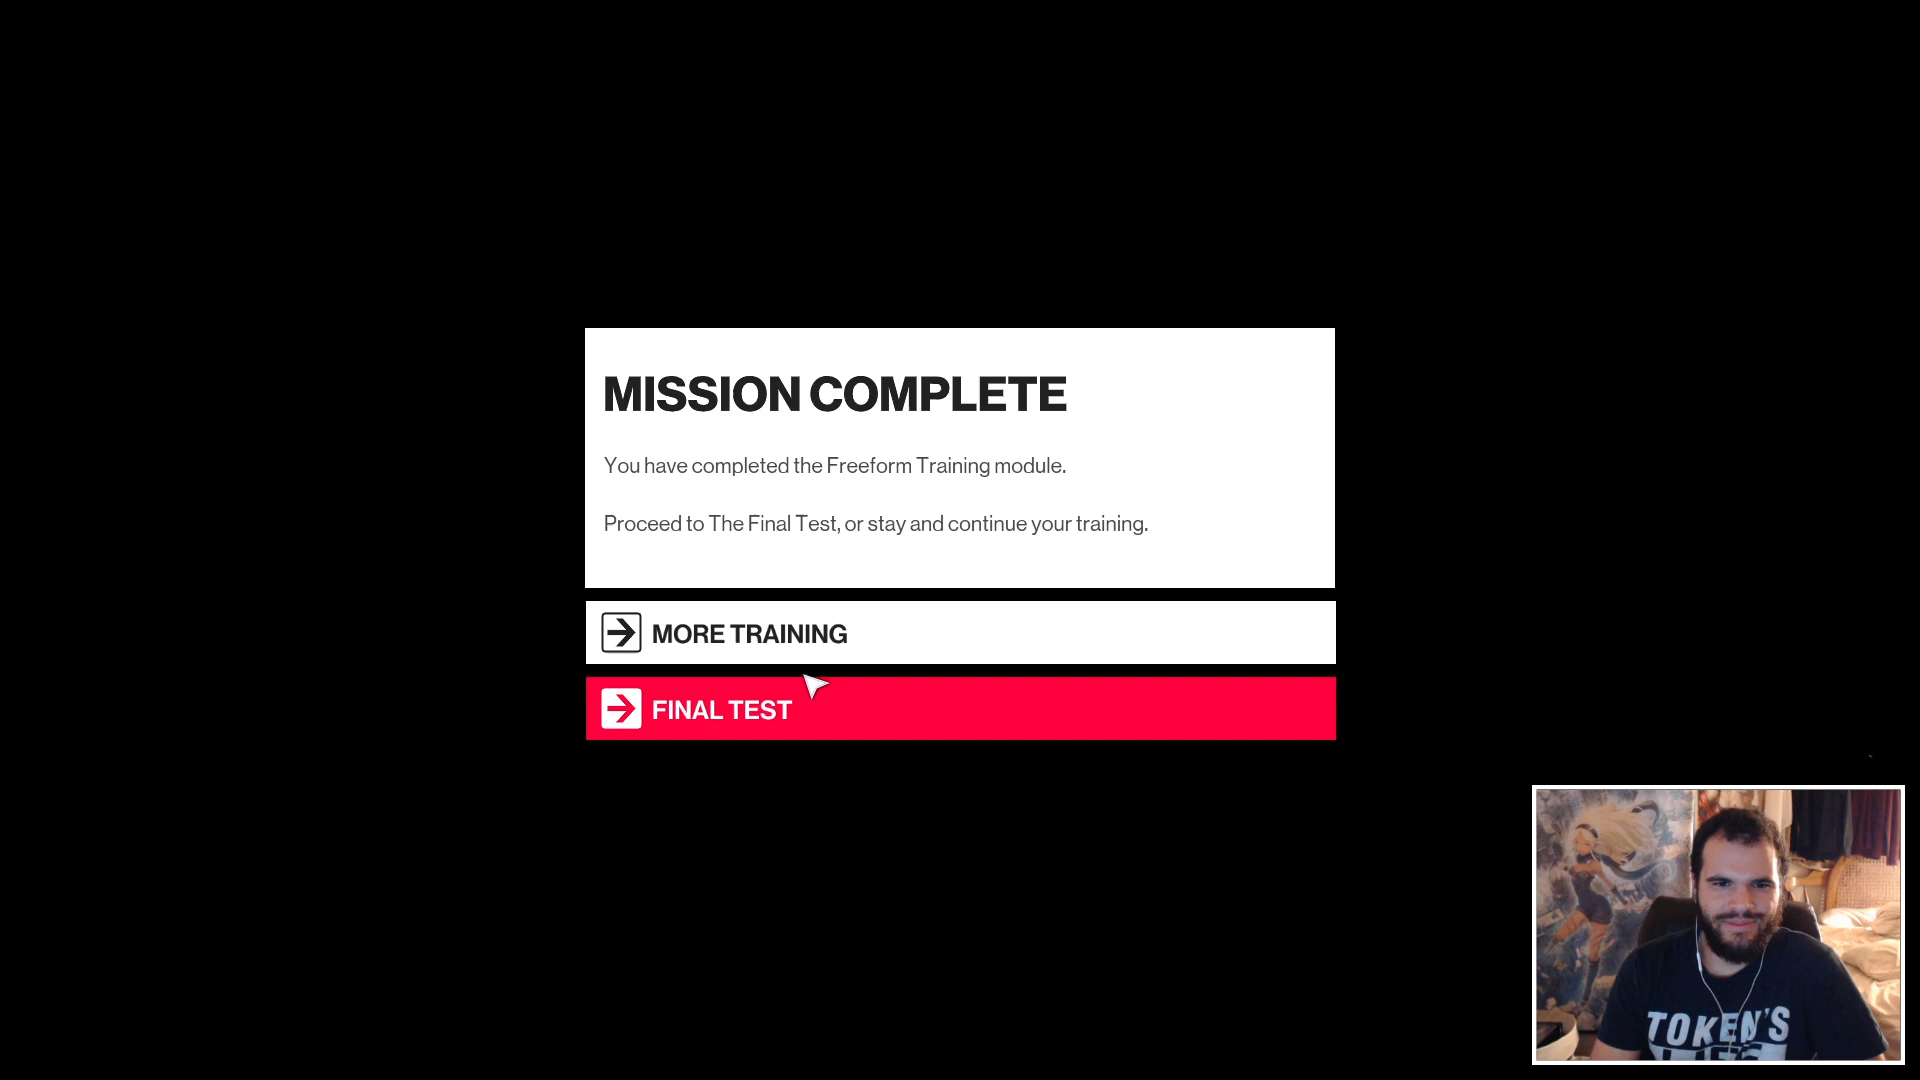 MISSION COMPLETE
You have completed the Freeform Training module.
Proceed to The Final Test, or stay and continue your training.
MORE TRAINING
FINAL TEST
TOKEN'S